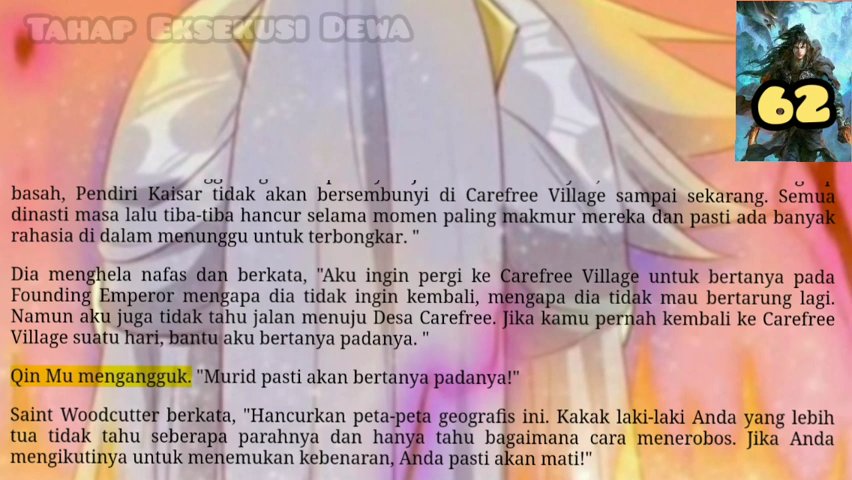 Tahap Eksekusi Dewa
62
basah, Pendiri Kaisar tidak akan bersembunyi di Carefree Village sampai sekarang. Semua
dinasti masa lalu tiba-tiba hancur selama momen paling makmur mereka dan pasti ada banyak
rahasia di dalam menunggu untuk terbongkar. "
Dia menghela nafas dan berkata, "Aku ingin pergi ke Carefree Village untuk bertanya pada
Founding Emperor mengapa dia tidak ingin kembali, mengapa dia tidak mau bertarung lagi.
Namun aku juga tidak tahu jalan menuju Desa Carefree. Jika kamu pernah kembali ke Carefree
Village suatu hari, bantu aku bertanya padanya. "
Qin Mu mengangguk. "Murid pasti akan bertanya padanya!"
Saint Woodcutter berkata, "Hancurkan peta-peta geografis ini. Kakak laki-laki Anda yang lebih
tua tidak tahu seberapa parahnya dan hanya tahu bagaimana cara menerobos. Jika Anda
mengikutinya untuk menemukan kebenaran, Anda pasti akan mati!"